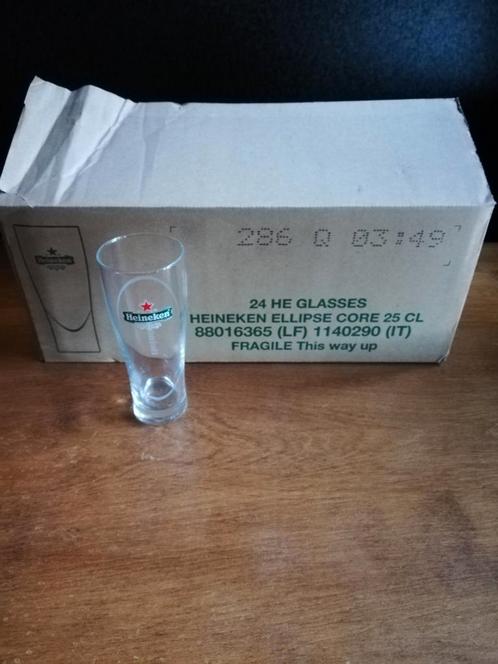 286 Q 03:49
Heineken
24 HE GLASSES
HEINEKEN ELLIPSE CORE 25 CL
88016365 (LF) 1140290 (IT)
FRAGILE This way up
Heineken